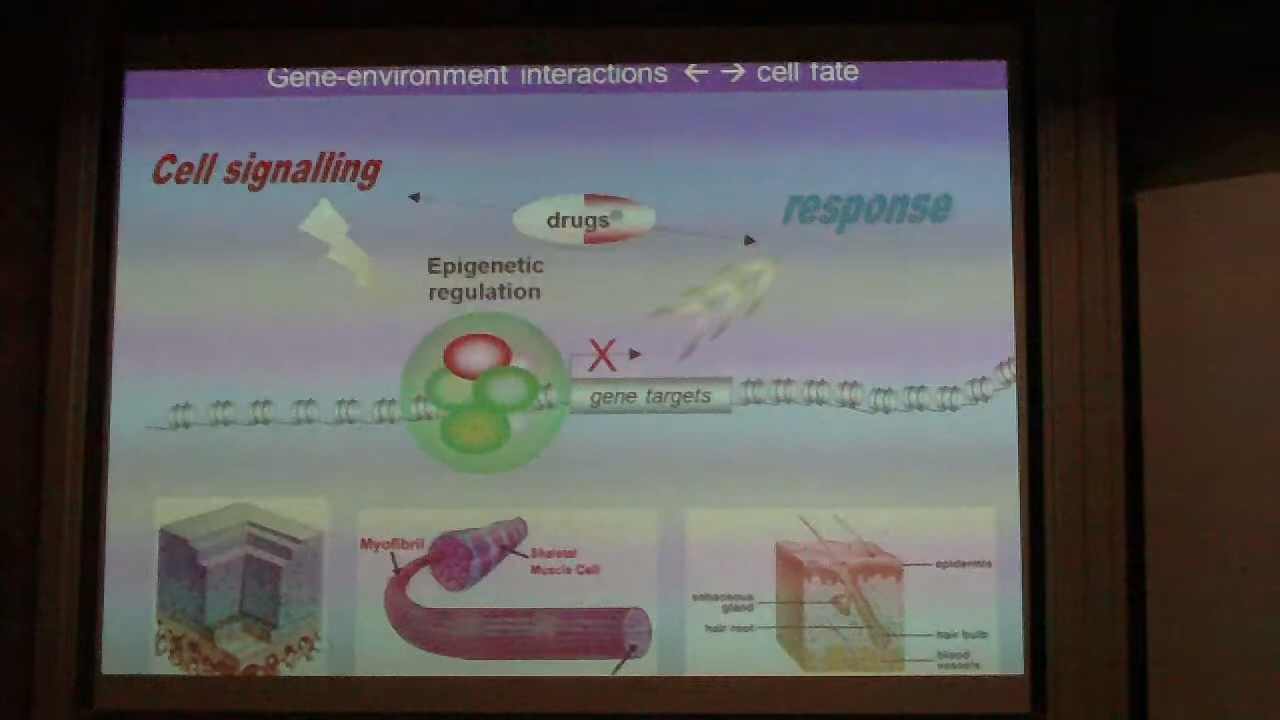 Gene-environment interactions ← → cell fate
Cell signalling
response
drugs
Epigenetic
regulation
X
gene targets
Myofibril
Skeletal
Muscle Cell
epidermis
sebaceous
gland
hair root
hair bulb
blood
vessels